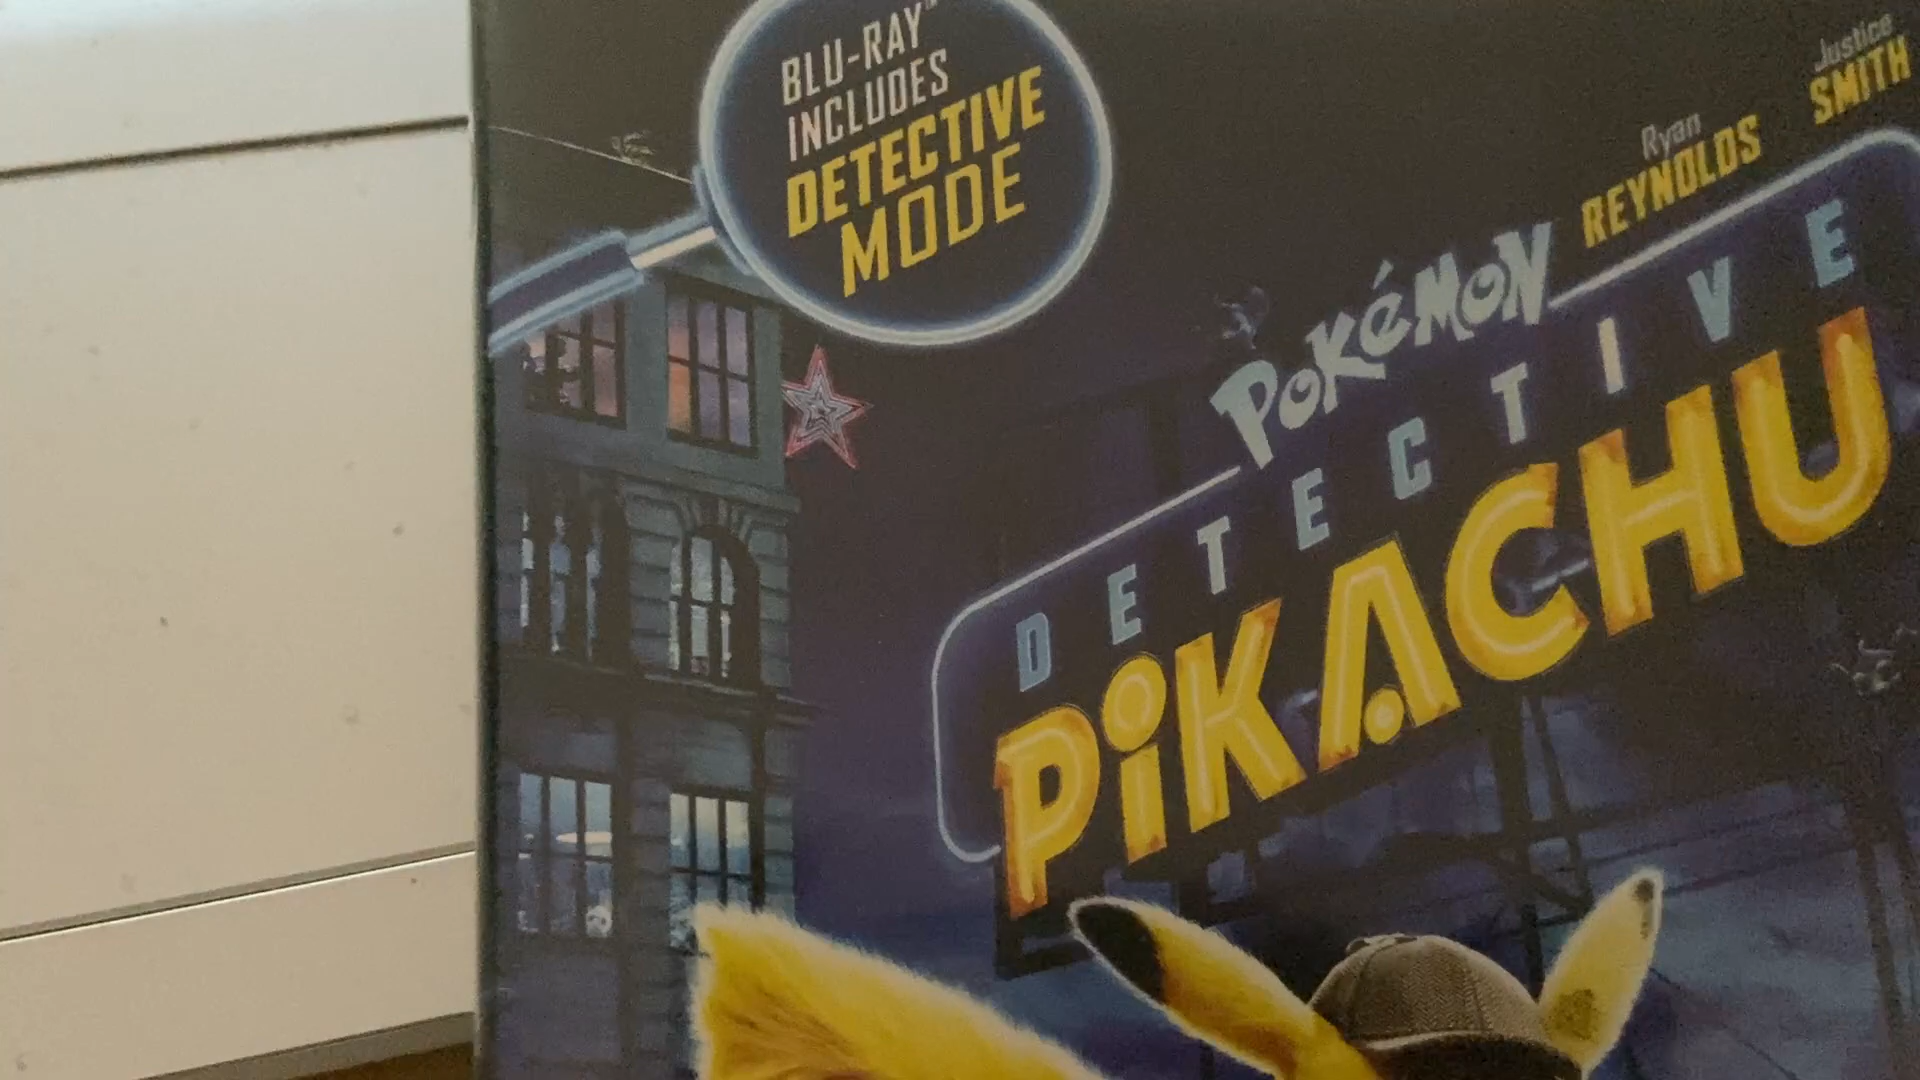 BLU-RAY™
INCLUDES
DETECTIVE
MODE
Justice
SMITH
Ryan
REYNOLDS
POKéMON
DETECTIVE
PiKACHU